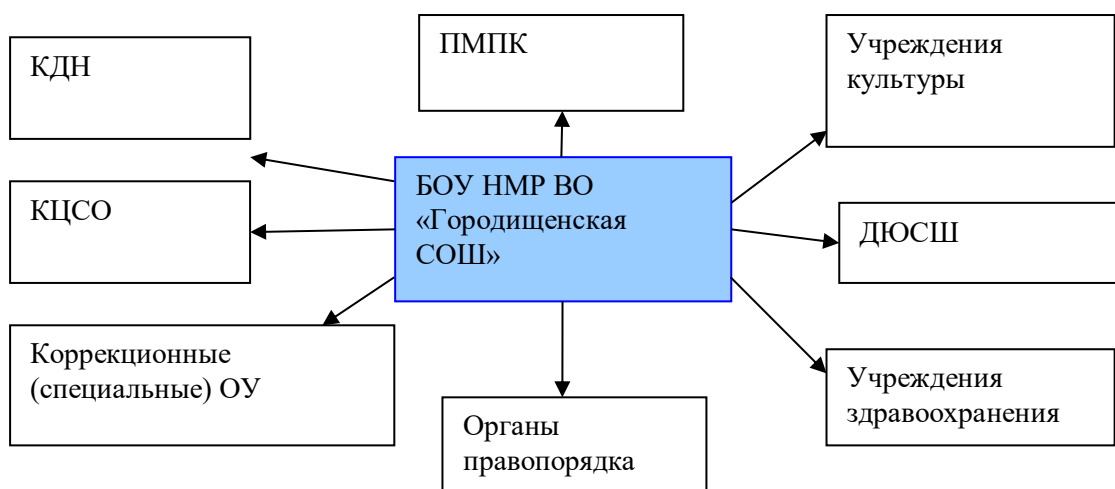 КДН
ПМПК
Учреждения
культуры
КЦСО
БОУ НМР ВО
«Городищенская
СОШ»
ДЮСШ
Коррекционные
(специальные) ОУ
Органы
правопорядка
Учреждения
здравоохранения